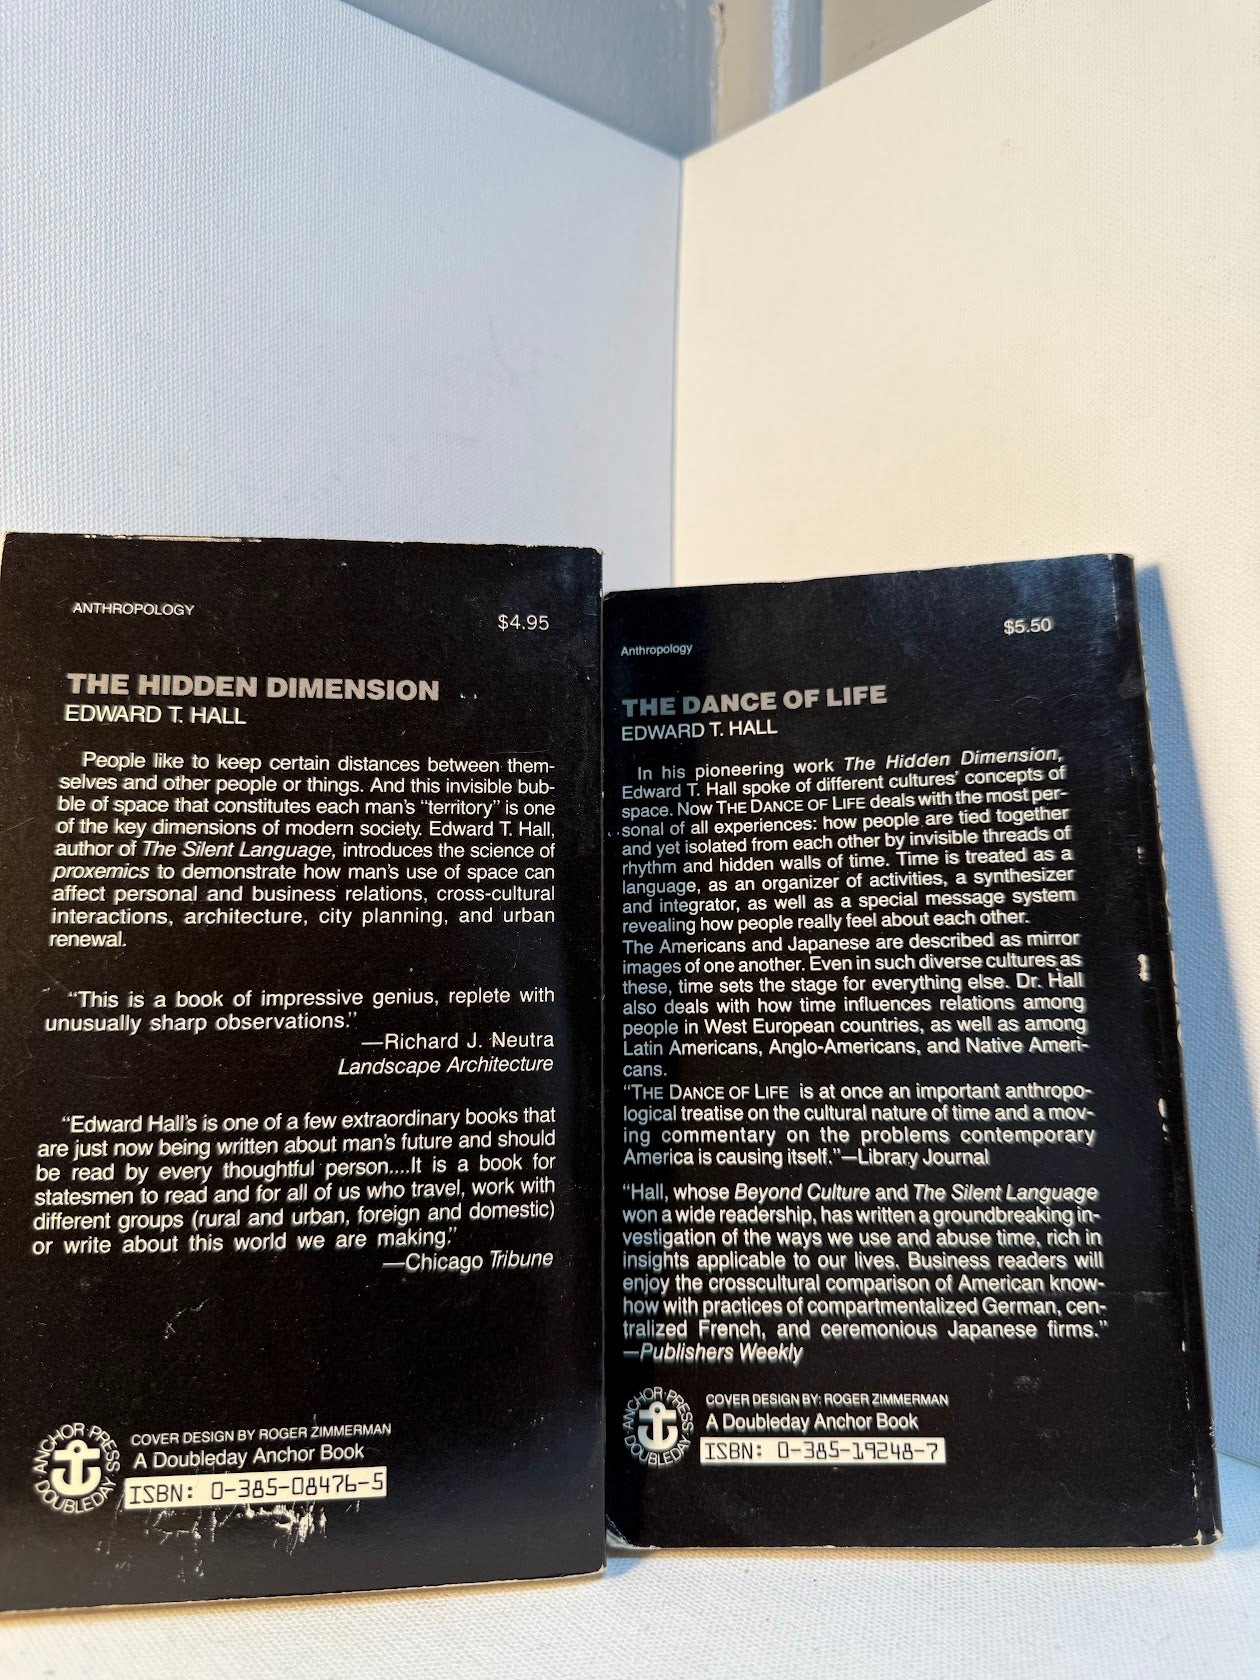 ANTHROPOLOGY
$4.95
THE HIDDEN DIMENSION
EDWARD T. HALL
People like to keep certain distances between them-
selves and other people or things. And this invisible bub-
ble of space that constitutes each man's "territory" is one
of the key dimensions of modern society. Edward T. Hall,
author of The Silent Language, introduces the science of
proxemics to demonstrate how man's use of space can
affect personal and business relations, cross-cultural
interactions, architecture, city planning, and urban
renewal.
"This is a book of impressive genius, replete with
unusually sharp observations."
—Richard J. Neutra
Landscape Architecture
"Edward Hall's is one of a few extraordinary books that
are just now being written about man's future and should
be read by every thoughtful person....It is a book for
statesmen to read and for all of us who travel, work with
different groups (rural and urban, foreign and domestic)
or write about this world we are making."
—Chicago Tribune
ANCHOR PRESS
DOUBLEDAY
COVER DESIGN BY ROGER ZIMMERMAN
A Doubleday Anchor Book
ISBN: 0-385-08476-5
Anthropology
$5.50
THE DANCE OF LIFE
EDWARD T. HALL
In his pioneering work The Hidden Dimension,
Edward T. Hall spoke of different cultures' concepts of
space. Now THE DANCE OF LIFE deals with the most per-
sonal of all experiences: how people are tied together
and yet isolated from each other by invisible threads of
rhythm and hidden walls of time. Time is treated as a
language, as an organizer of activities, a synthesizer
and integrator, as well as a special message system
revealing how people really feel about each other.
The Americans and Japanese are described as mirror
images of one another. Even in such diverse cultures as
these, time sets the stage for everything else. Dr. Hall
also deals with how time influences relations among
people in West European countries, as well as among
Latin Americans, Anglo-Americans, and Native Ameri-
cans.
"THE DANCE OF LIFE is at once an important anthropo-
logical treatise on the cultural nature of time and a mov-
ing commentary on the problems contemporary
America is causing itself."—Library Journal
"Hall, whose Beyond Culture and The Silent Language
won a wide readership, has written a groundbreaking in-
vestigation of the ways we use and abuse time, rich in
insights applicable to our lives. Business readers will
enjoy the crosscultural comparison of American know-
how with practices of compartmentalized German, cen-
tralized French, and ceremonious Japanese firms."
—Publishers Weekly
ANCHOR PRESS
DOUBLEDAY
COVER DESIGN BY: ROGER ZIMMERMAN
A Doubleday Anchor Book
ISBN: 0-385-19248-7